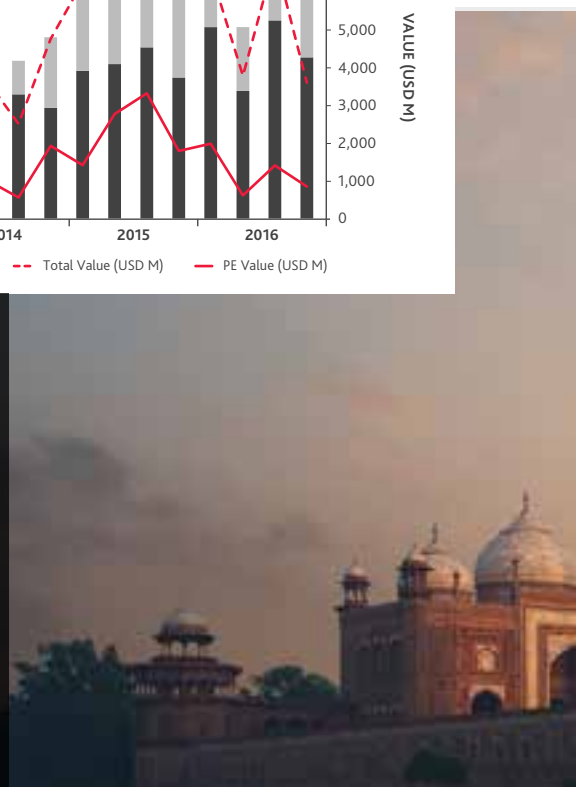 5,000
4,000
3,000
2,000
1,000
0
VALUE (USD M)
014 2015 2016
Total Value (USD M) PE Value (USD M)